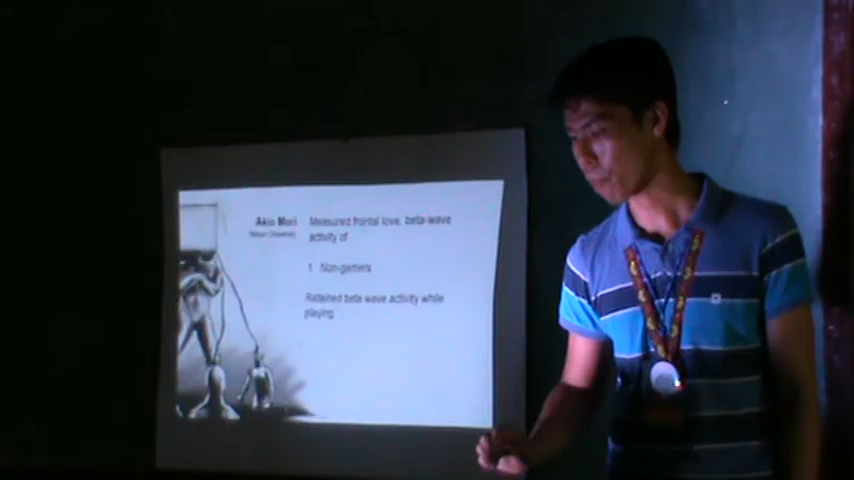 Akio Mori
Measured frontal love, beta-wave
activity of
1 Non-gamers
Retained beta wave activity while
playing